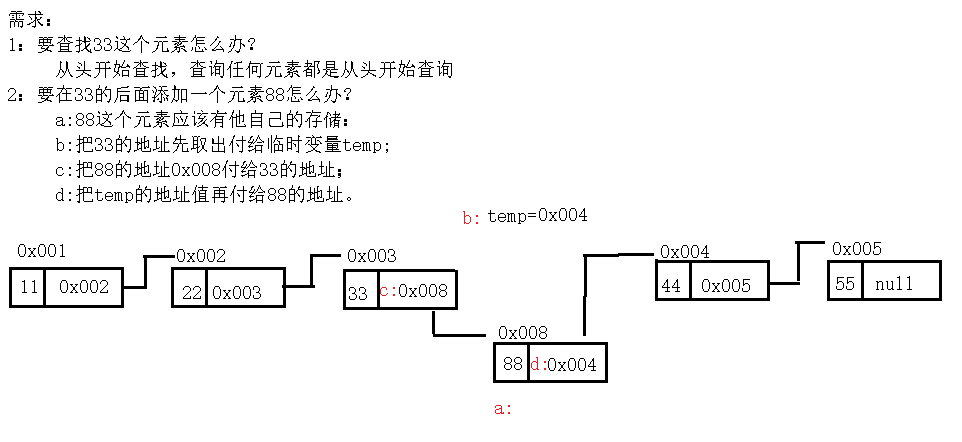 需求：
1：要查找33这个元素怎么办？
从头开始查找，查询任何元素都是从头开始查询
2：要在33的后面添加一个元素88怎么办？
a:88这个元素应该有他自己的存储：
b:把33的地址先取出付给临时变量temp;
c:把88的地址0x008付给33的地址；
d:把temp的地址值再付给88的地址。
b: temp=0x004
0x001 0x002 0x003 0x004 0x005
11 0x002 22 0x003 33 c:0x008 44 0x005 55 null
0x008
88 d:0x004
a: